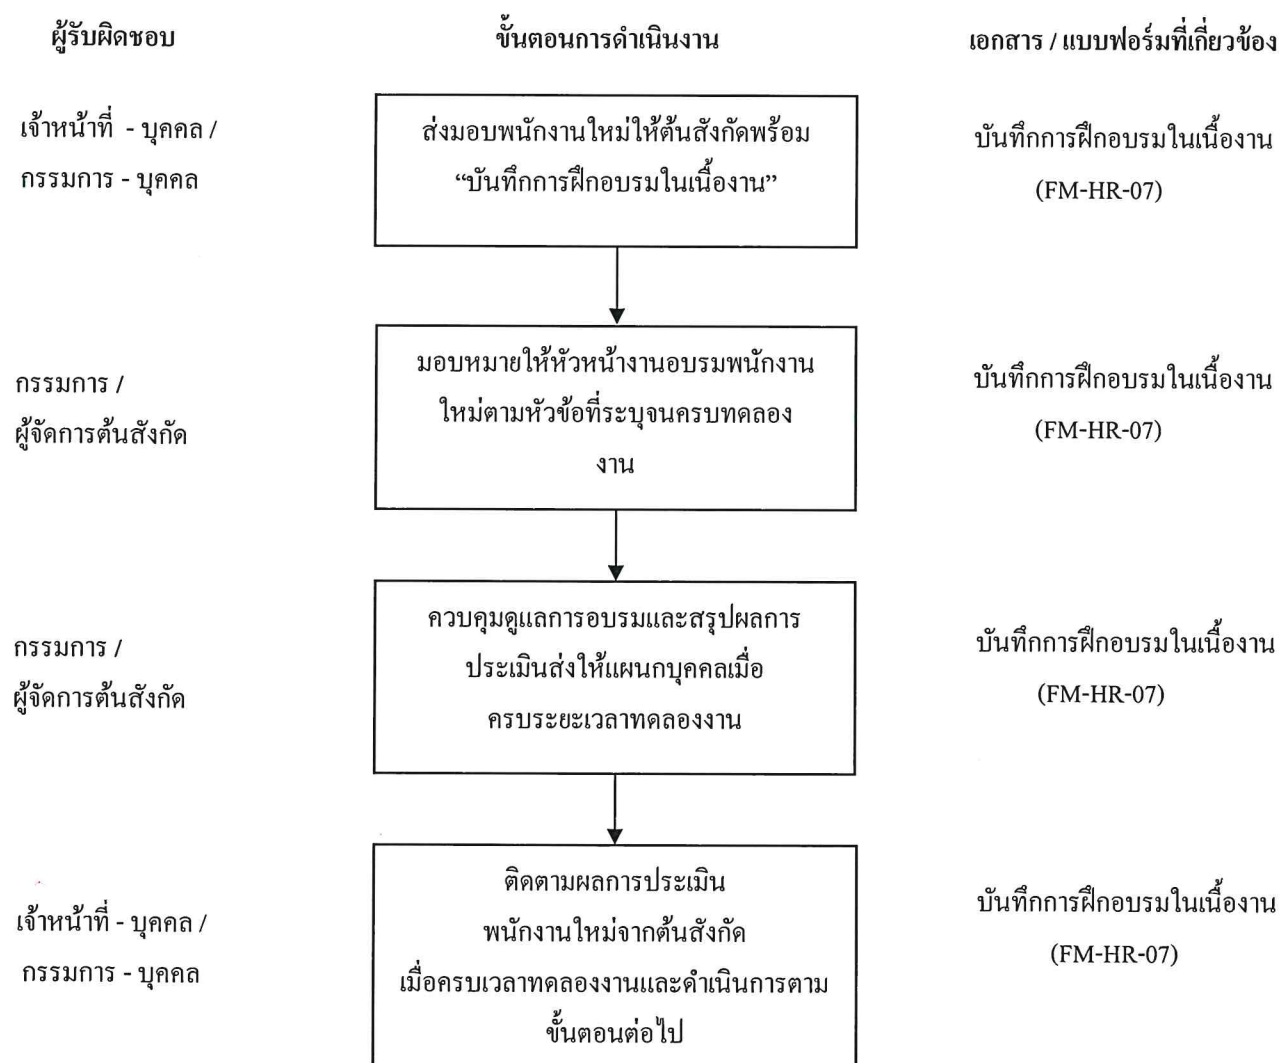 ผู้รับผิดชอบ
ขั้นตอนการดำเนินงาน
เอกสาร / แบบฟอร์มที่เกี่ยวข้อง
เจ้าหน้าที่ - บุคคล /
กรรมการ - บุคคล
ส่งมอบพนักงานใหม่ให้ต้นสังกัดพร้อม
“บันทึกการฝึกอบรมในเนื้องาน”
บันทึกการฝึกอบรมในเนื้องาน
(FM-HR-07)
กรรมการ /
ผู้จัดการต้นสังกัด
มอบหมายให้หัวหน้างานอบรมพนักงาน
ใหม่ตามหัวข้อที่ระบุจนครบทดลอง
งาน
บันทึกการฝึกอบรมในเนื้องาน
(FM-HR-07)
กรรมการ /
ผู้จัดการต้นสังกัด
ควบคุมดูแลการอบรมและสรุปผลการ
ประเมินส่งให้แผนกบุคคลเมื่อ
ครบระยะเวลาทดลองงาน
บันทึกการฝึกอบรมในเนื้องาน
(FM-HR-07)
เจ้าหน้าที่ - บุคคล /
กรรมการ - บุคคล
ติดตามผลการประเมิน
พนักงานใหม่จากต้นสังกัด
เมื่อครบเวลาทดลองงานและดำเนินการตาม
ขั้นตอนต่อไป
บันทึกการฝึกอบรมในเนื้องาน
(FM-HR-07)